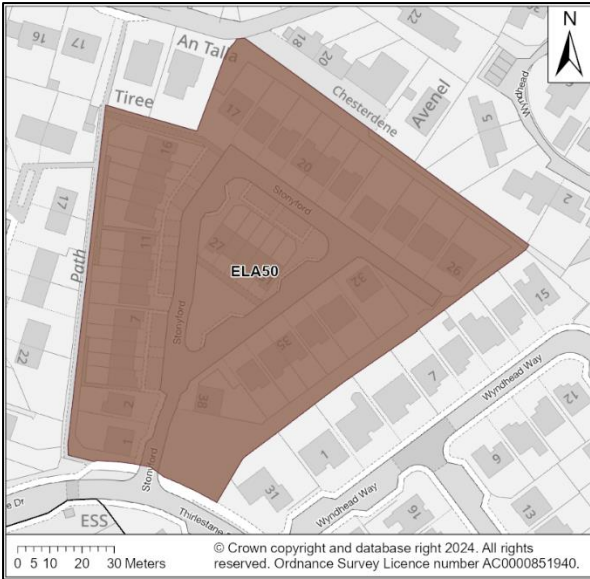 N
16
17
An Talla
18
20
22
Chesterdene
Avenel
Wyndhead
5
2
Tiree
17
20
16
17
Stonyford
27
11
ELA50
Path
Stonyford
7
32
26
15
35
22
2
38
7
Wyndhead Way
1
1
12
9
Stonyford
31
Wyndhead Way
16
13
ESS
Thirlestane
0 5 10 20 30 Meters
© Crown copyright and database right 2024. All rights
reserved. Ordnance Survey Licence number AC0000851940.